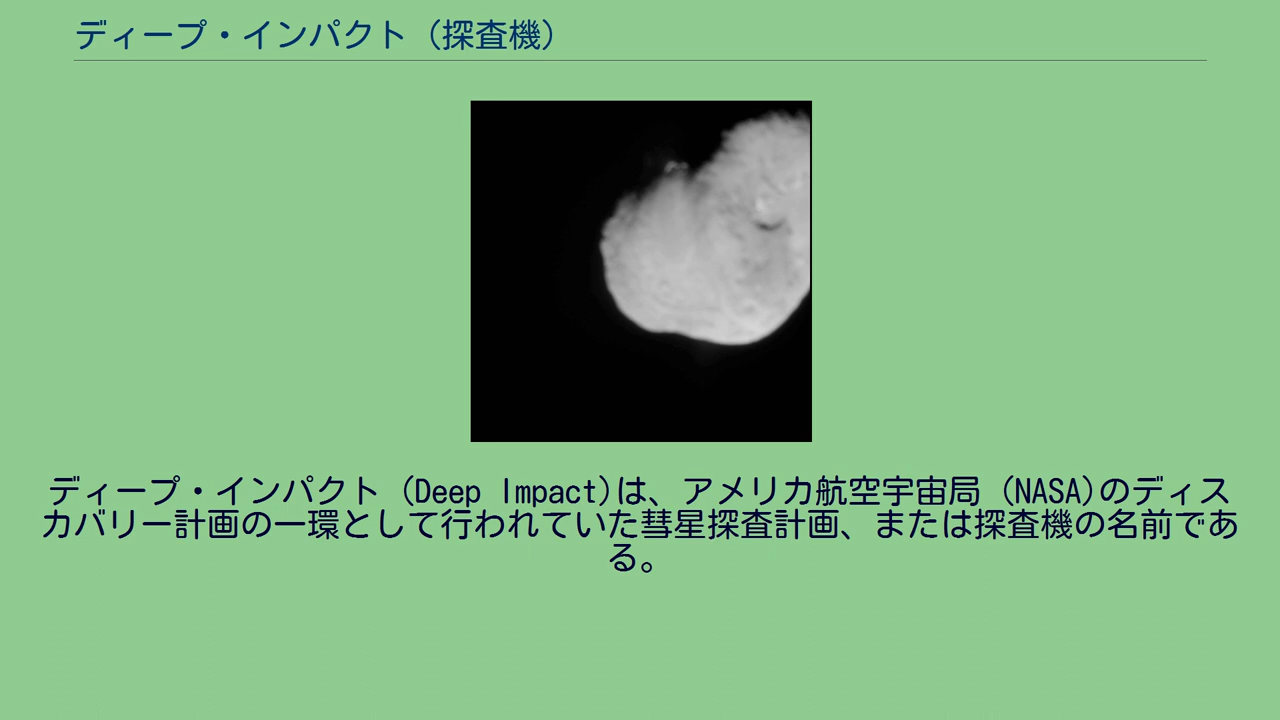 ディープ・インパクト (探査機)
ディープ・インパクト (Deep Impact)は、アメリカ航空宇宙局 (NASA)のディス
カバリー計画の一環として行われていた彗星探査計画、または探査機の名前であ
る。